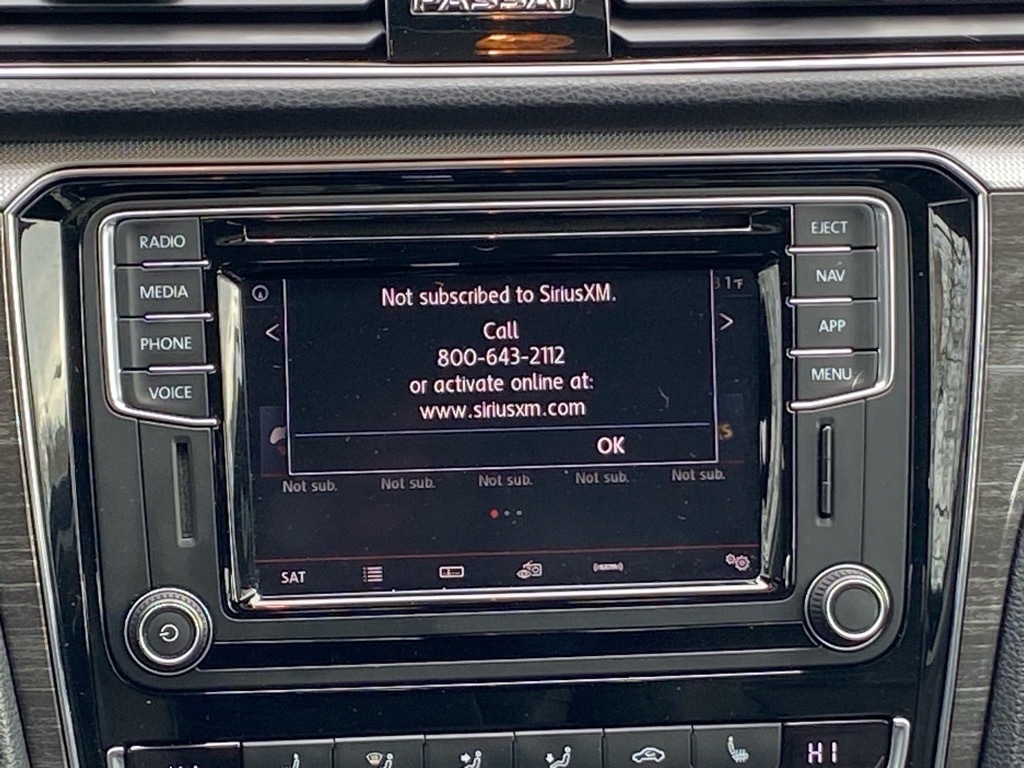 PASSAT
RADIO
MEDIA
PHONE
VOICE
EJECT
NAV
APP
MENU
Not subscribed to SiriusXM.
Call
800-643-2112
or activate online at:
www.siriusxm.com
OK
Not sub. Not sub. Not sub. Not sub. Not sub.
SAT
HI